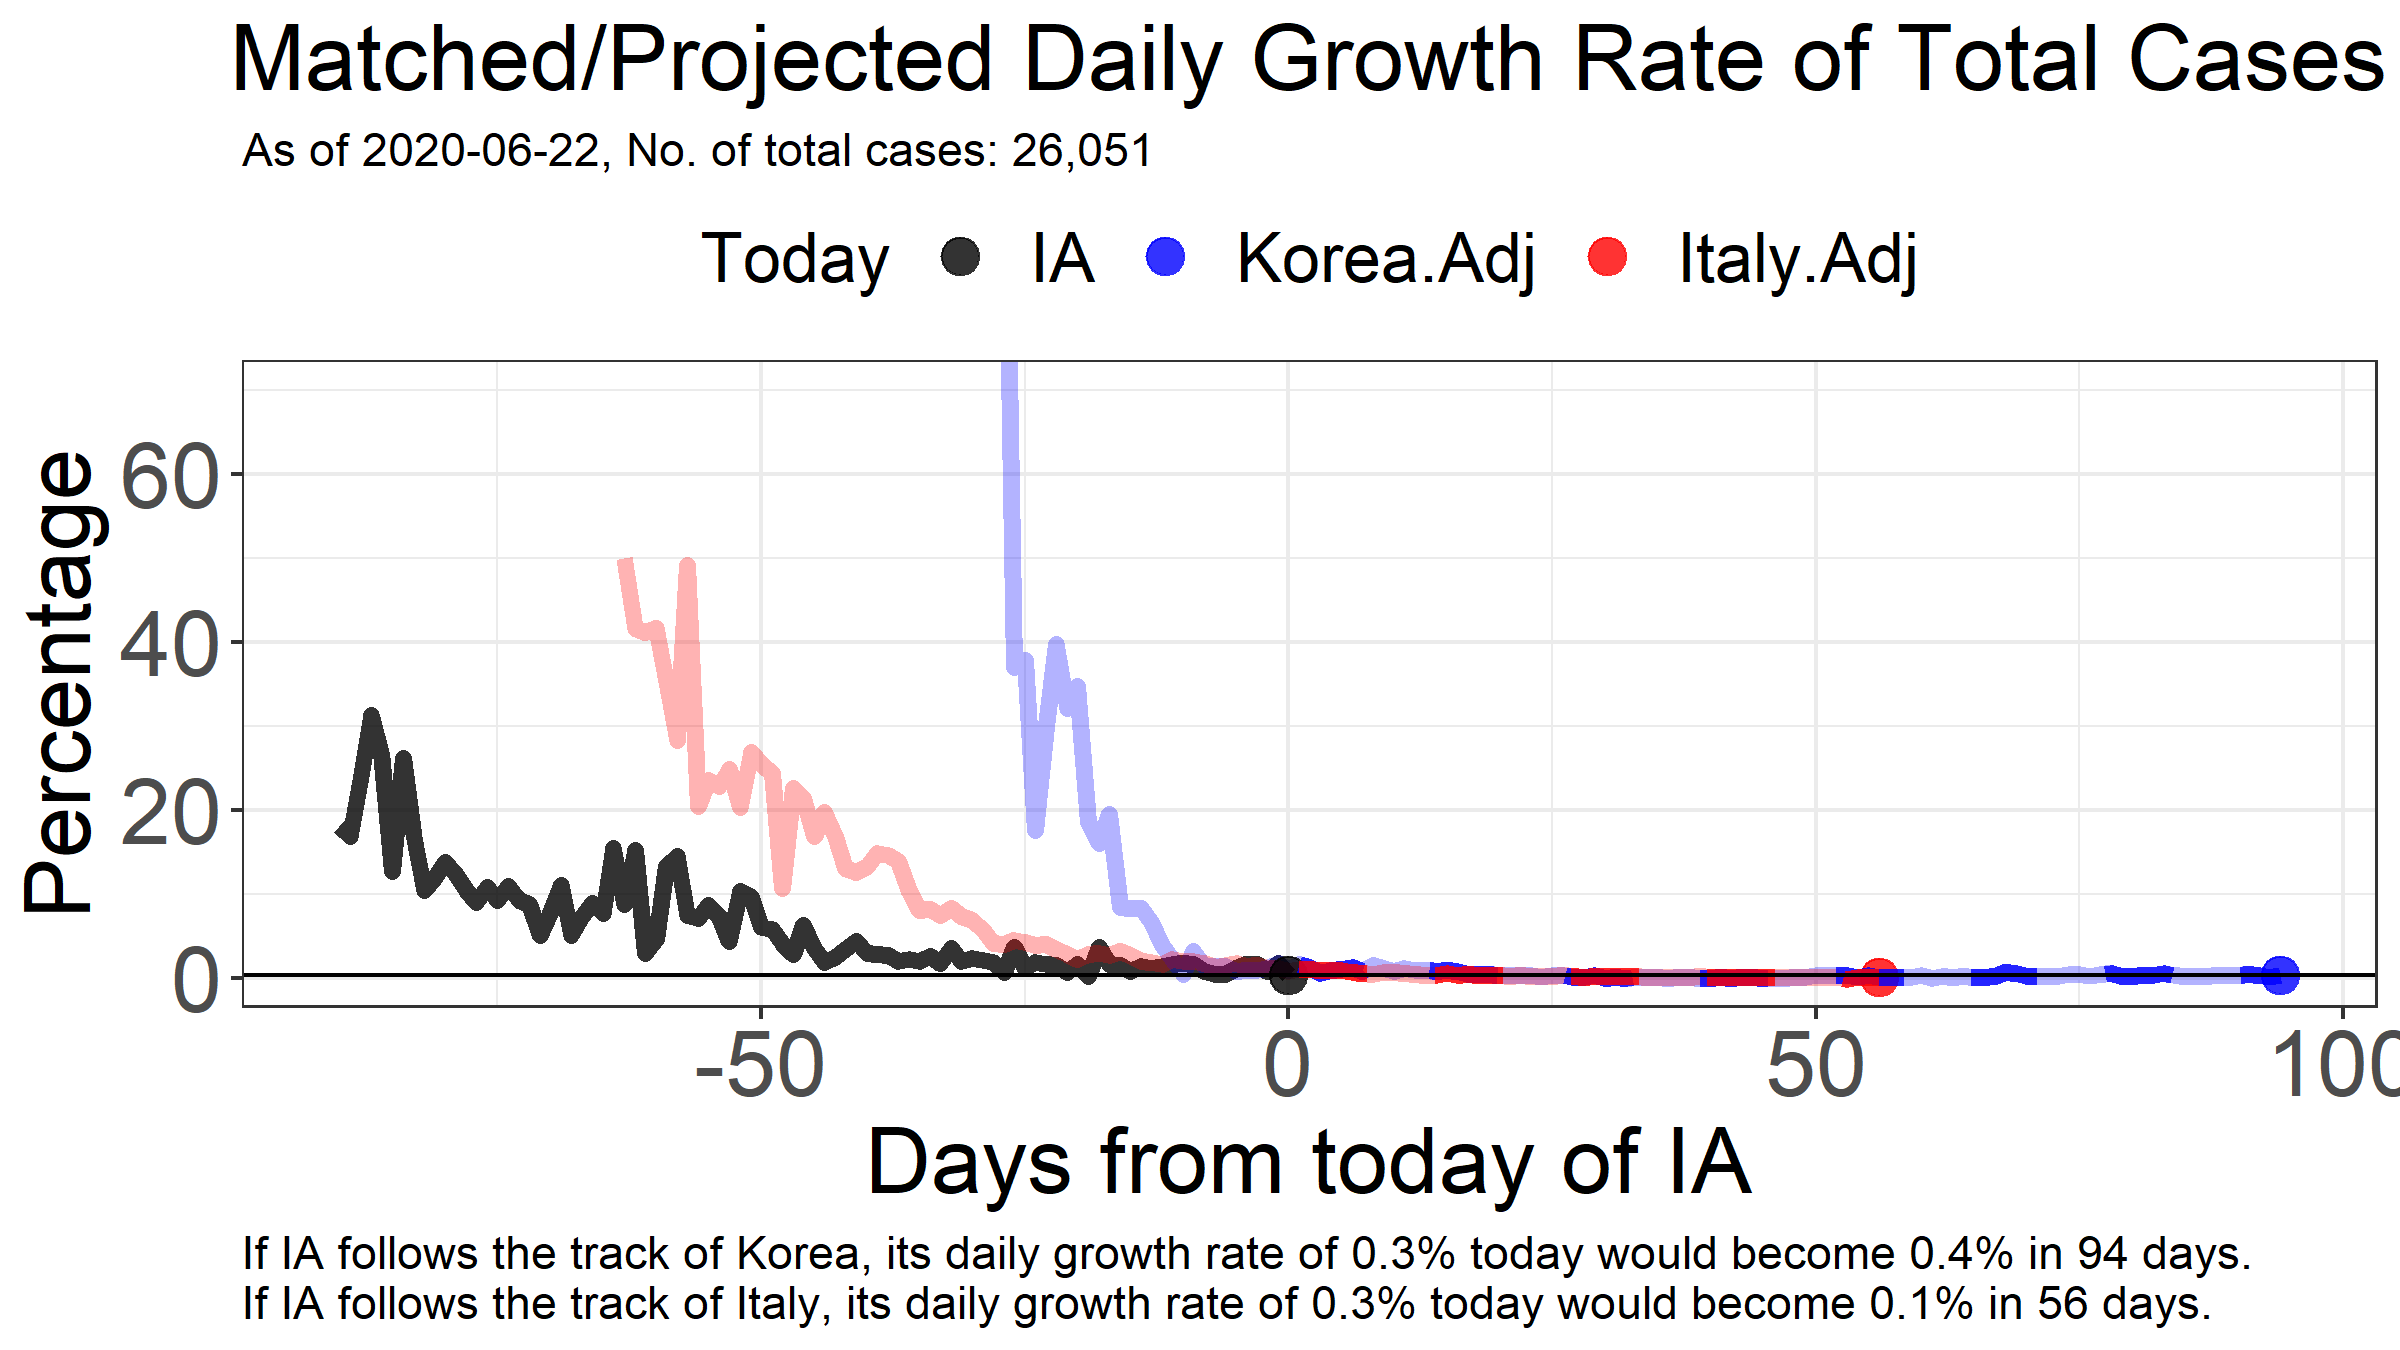 Matched/Projected Daily Growth Rate of Total Cases
As of 2020-06-22, No. of total cases: 26,051
Today IA Korea.Adj Italy.Adj
Percentage
60
40
20
0
-50 0 50 100
Days from today of IA
If IA follows the track of Korea, its daily growth rate of 0.3% today would become 0.4% in 94 days.
If IA follows the track of Italy, its daily growth rate of 0.3% today would become 0.1% in 56 days.